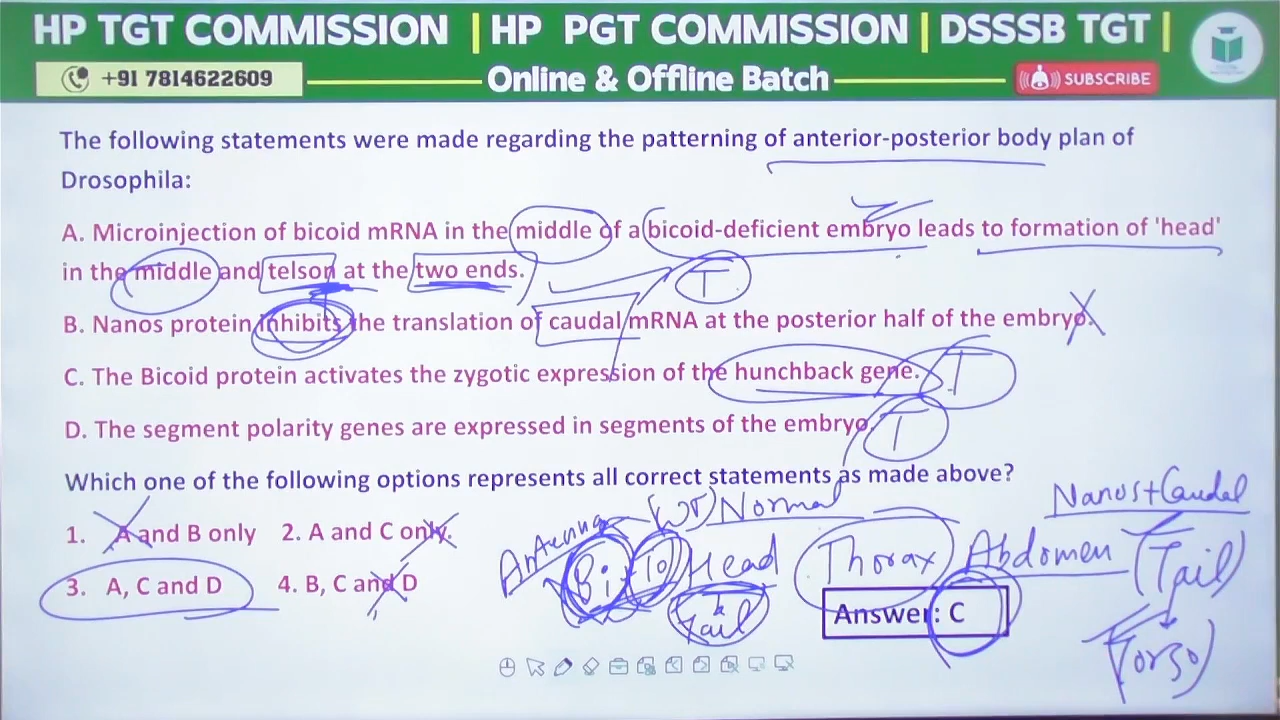 HP TGT COMMISSION | HP PGT COMMISSION | DSSSB TGT |
+91 7814622609
Online & Offline Batch
SUBSCRIBE
The following statements were made regarding the patterning of anterior-posterior body plan of
Drosophila:
A. Microinjection of bicoid mRNA in the middle of a bicoid-deficient embryo leads to formation of 'head'
in the middle and telson at the two ends.
T
B. Nanos protein inhibits the translation of caudal mRNA at the posterior half of the embryo.
C. The Bicoid protein activates the zygotic expression of the hunchback gene.
T
D. The segment polarity genes are expressed in segments of the embryo.
T
Which one of the following options represents all correct statements as made above?
Nanos+Caudal
1. A and B only 2. A and C only.
Normal
Antenna
Bi To Head Thorax Abdomen (Tail)
3. A, C and D 4. B, C and D
Answer: C
Tail
(Torso)